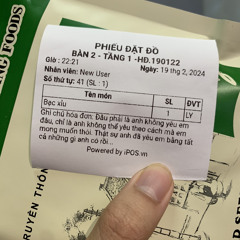 NG FOODS
PHIẾU ĐẶT ĐỒ
BÀN 2 - TẦNG 1 -HĐ.190122
Giờ : 22:21
Ngày: 19 thg 2, 2024
Nhân viên: New User
Số thứ tự: 41 (SL : 1)
Tên món SL ĐVT
Bạc xỉu 1 LY
Ghi chú hóa đơn: Đâu phải là anh không yêu em
đâu, chỉ là anh không thể yêu theo cách mà em
mong muốn thôi. Thật sự anh đã yêu em bằng tất
cả những gì anh có rồi...
Powered by iPOS.vn
RUYỀN THỐN